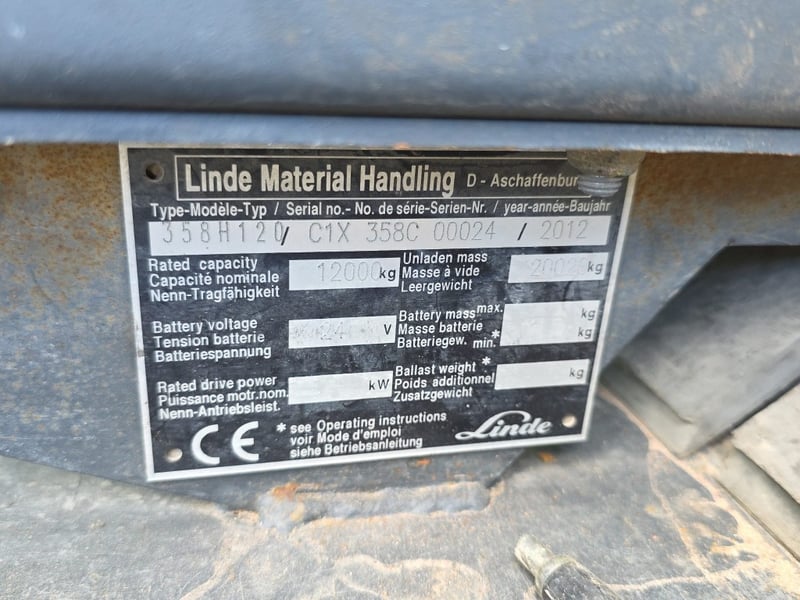 Linde Material Handling D - Aschaffenbur
Type-Modèle-Typ / Serial no.- No. de série-Serien-Nr. / year-année-Baujahr
358H120/ C1X 358C 00024 / 2012
Rated capacity
Capacité nominale
Nenn-Tragfähigkeit
12000 kg
Unladen mass
Masse à vide
Leergewicht
kg
Battery voltage
Tension batterie
Batteriespannung
24 V
Battery mass max. kg
Masse batterie
Batteriegew. min.* kg
Rated drive power
Puissance motr.nom.
Nenn-Antriebsleist.
kW
Ballast weight *
Poids additionnel
Zusatzgewicht
kg
CE
* see Operating instructions
voir Mode d'emploi
siehe Betriebsanleitung
Linde